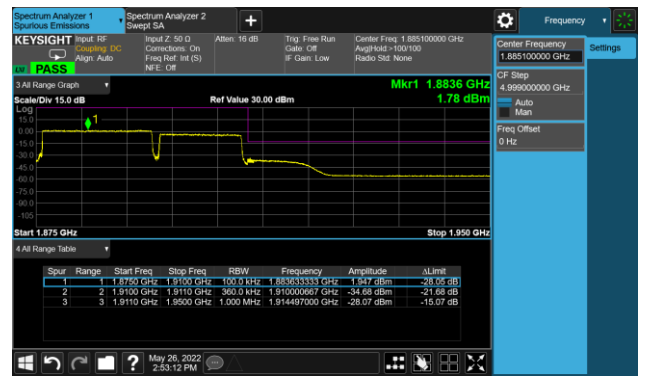 Spectrum Analyzer 1
Spurious Emissions
Spectrum Analyzer 2
Swept SA
Frequency
KEYSIGHT
Input: RF
Coupling: DC
Align: Auto
Input Z: 50 Ω
Corrections: On
Freq Ref: Int (S)
NFE: Off
Atten: 16 dB
Trig: Free Run
Gate: Off
IF Gain: Low
Center Freq: 1.885100000 GHz
Avg|Hold:>100/100
Radio Std: None
PASS
Center Frequency
1.885100000 GHz
Settings
CF Step
4.999000000 GHz
Auto
Man
Freq Offset
0 Hz
3 All Range Graph
Mkr1 1.8836 GHz
Scale/Div 15.0 dB
Ref Value 30.00 dBm
1.78 dBm
Log
15.0
0.00
-15.0
-30.0
-45.0
-60.0
-75.0
-90.0
-105
1
Start 1.875 GHz
Stop 1.950 GHz
4 All Range Table
Spur Range Start Freq Stop Freq RBW Frequency Amplitude ΔLimit
1 1 1.8750 GHz 1.9100 GHz 100.0 kHz 1.883633333 GHz 1.947 dBm -28.05 dB
2 2 1.9100 GHz 1.9110 GHz 360.0 kHz 1.910000667 GHz -34.68 dBm -21.68 dB
3 3 1.9110 GHz 1.9500 GHz 1.000 MHz 1.914497000 GHz -28.07 dBm -15.07 dB
?
May 26, 2022
2:53:12 PM